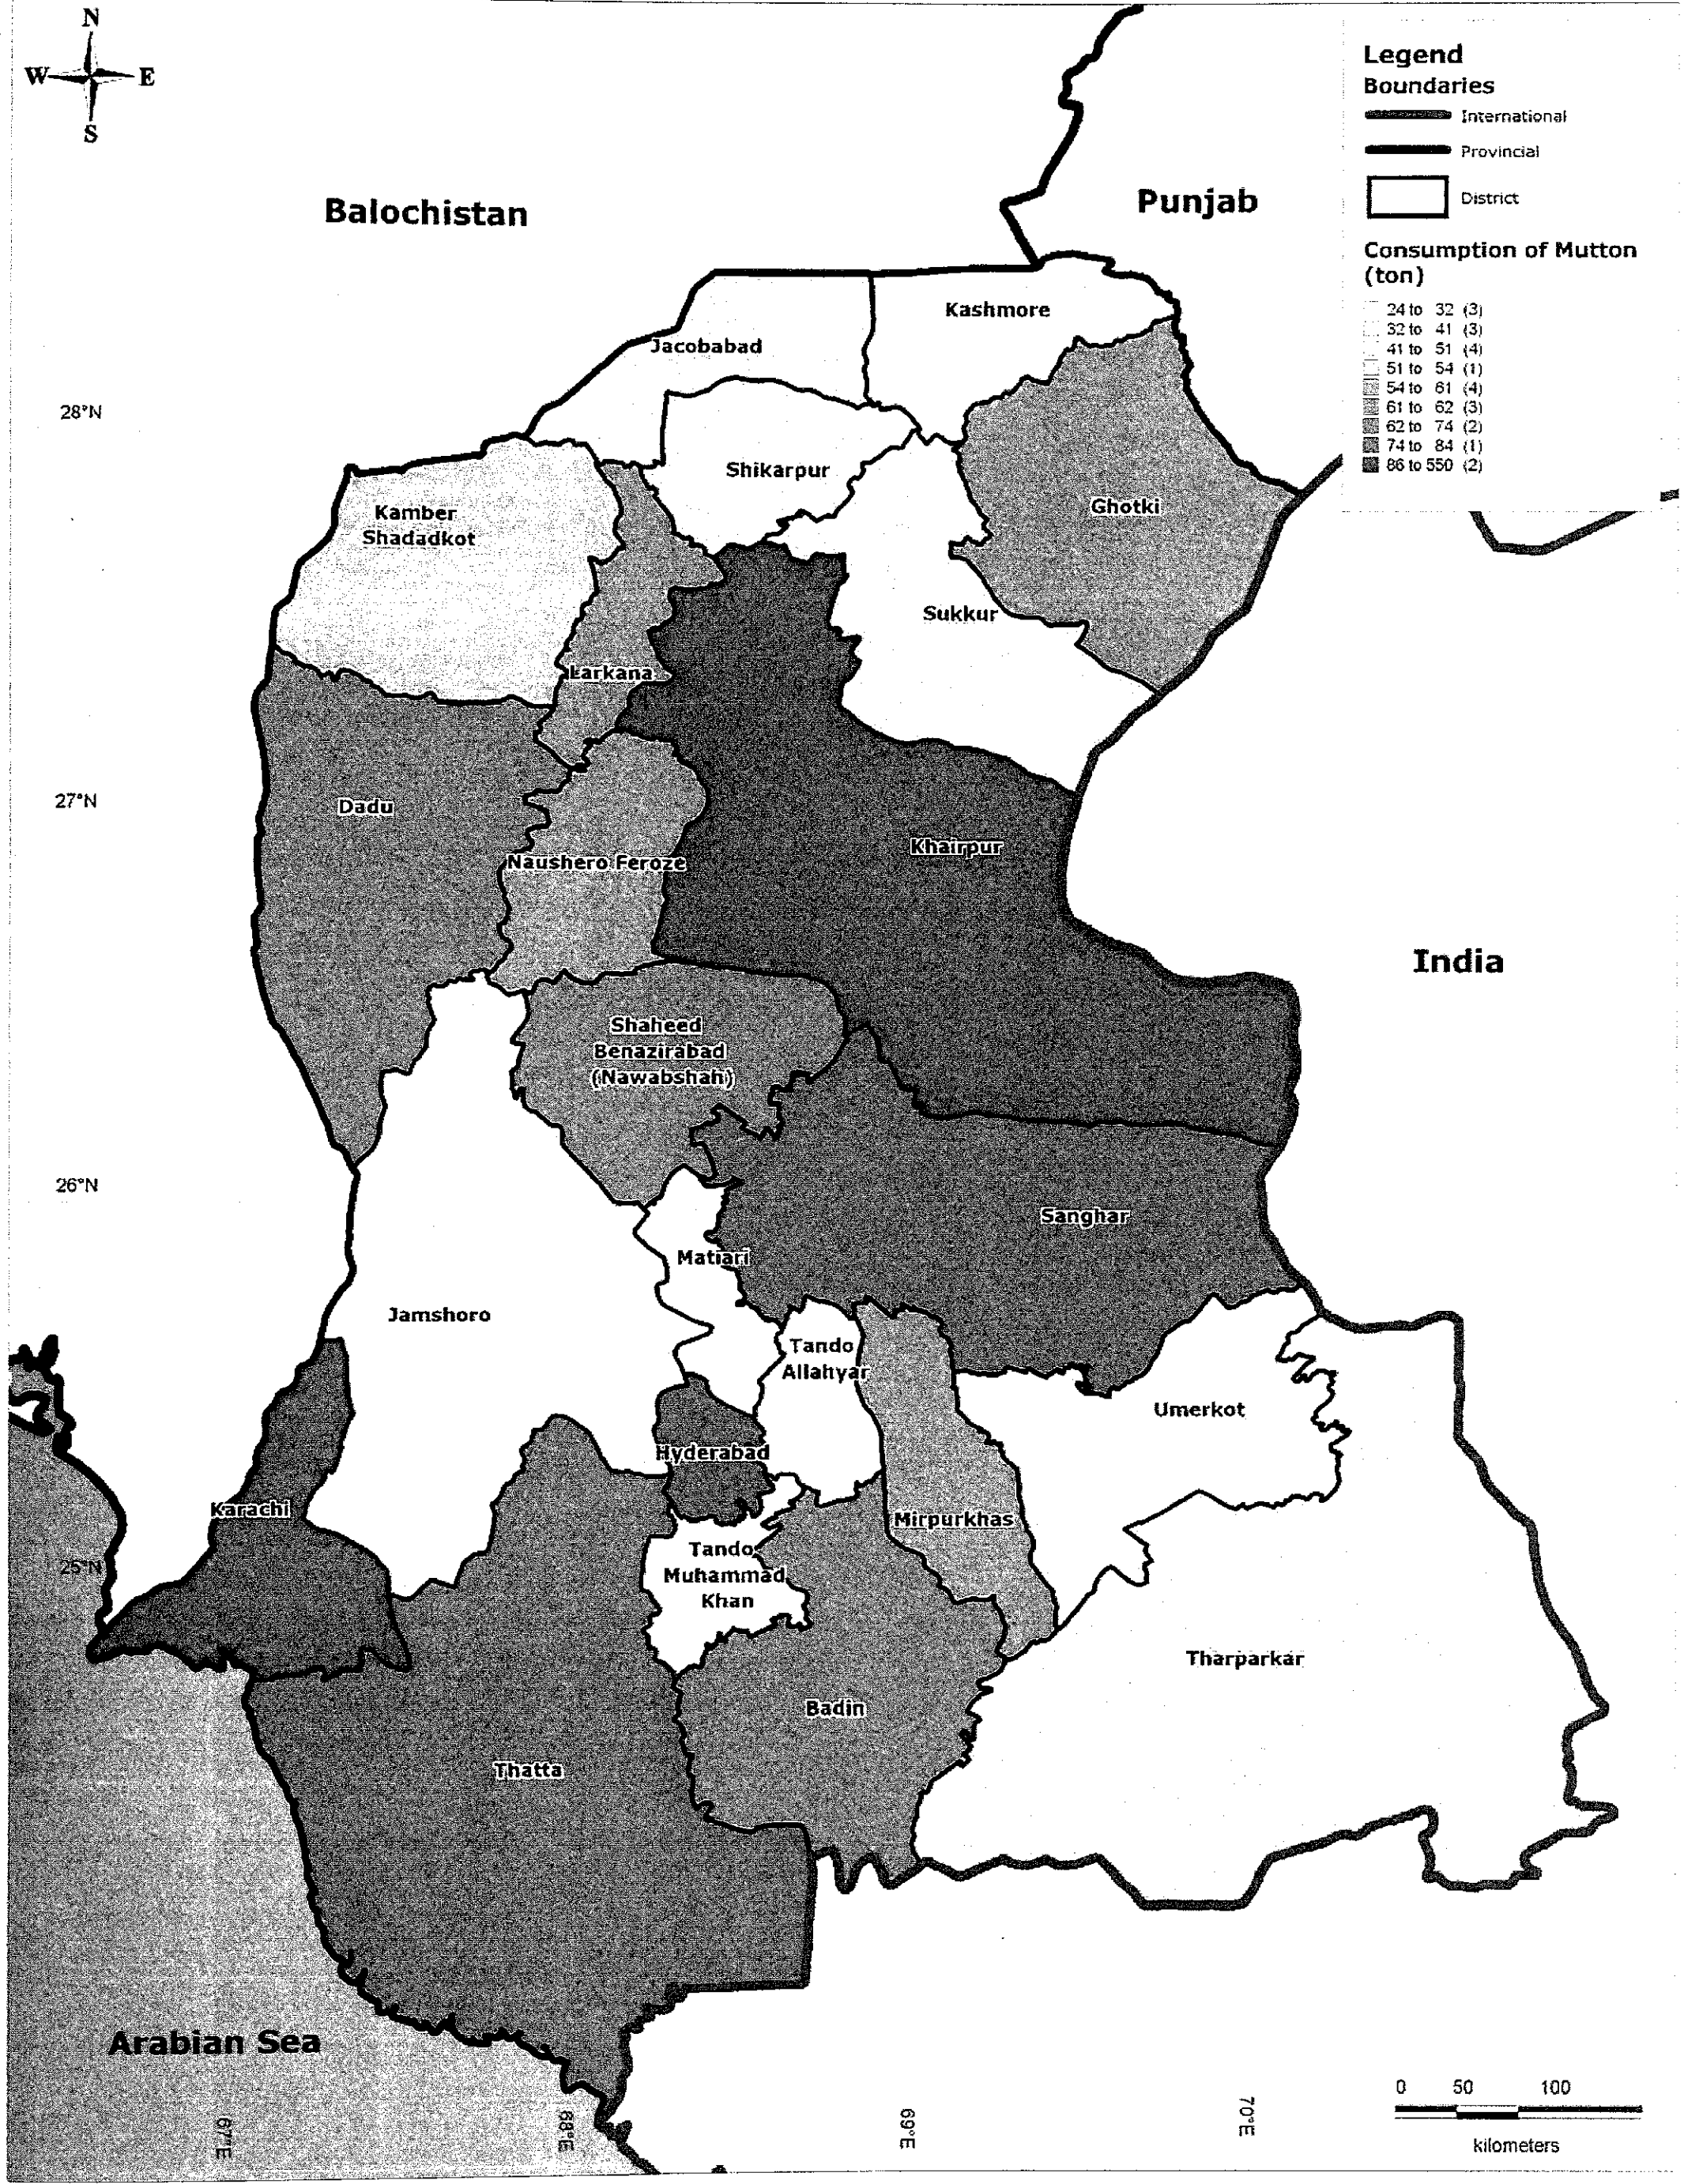 N
W E
S
Legend
Boundaries
International
Provincial
District
Consumption of Mutton
(ton)
24 to 32 (3)
32 to 41 (3)
41 to 51 (4)
51 to 54 (1)
54 to 61 (4)
61 to 62 (3)
62 to 74 (2)
74 to 84 (1)
86 to 550 (2)
Balochistan
Punjab
Kashmore
Jacobabad
28°N
Shikarpur
Ghotki
Kamber
Shadadkot
Sukkur
Larkana
27°N
Dadu
Khairpur
Naushero Feroze
India
Shaheed
Benazirabad
(Nawabshah)
26°N
Sanghar
Matiari
Jamshoro
Tando
Allahyar
Umerkot
Hyderabad
Karachi
Mirpurkhas
25°N
Tando
Muhammad
Khan
Tharparkar
Badin
Thatta
Arabian Sea
0 50 100
kilometers
67°E
68°E
69°E
70°E